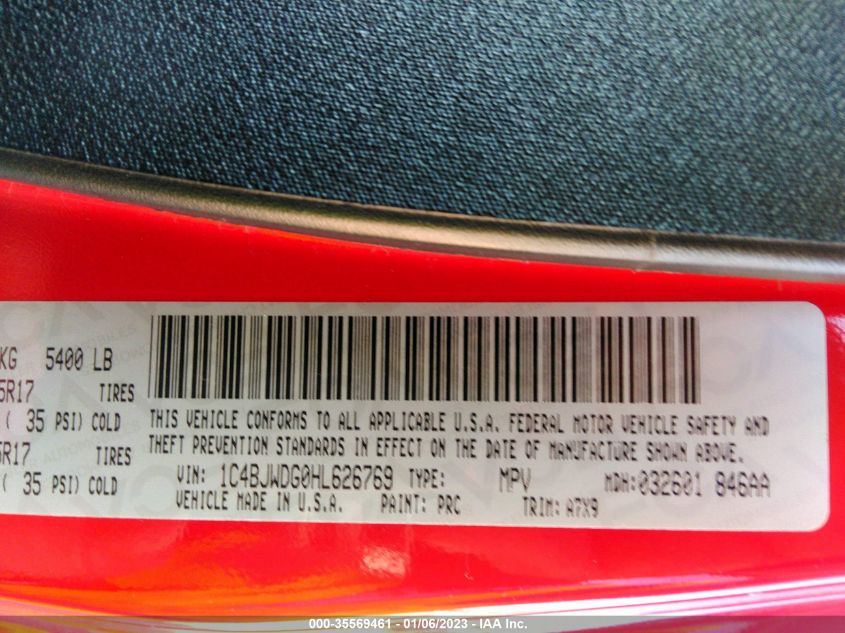 KG 5400 LB
5R17 TIRES
( 35 PSI) COLD
5R17 TIRES
( 35 PSI) COLD
THIS VEHICLE CONFORMS TO ALL APPLICABLE U.S.A. FEDERAL MOTOR VEHICLE SAFETY AND
THEFT PREVENTION STANDARDS IN EFFECT ON THE DATE OF MANUFACTURE SHOWN ABOVE.
VIN: 1C4BJWDG0HL626769 TYPE: MPV MDH:032601 846AA
VEHICLE MADE IN U.S.A. PAINT: PRC TRIM: A7X9
000-35569461 - 01/06/2023 - IAA Inc.